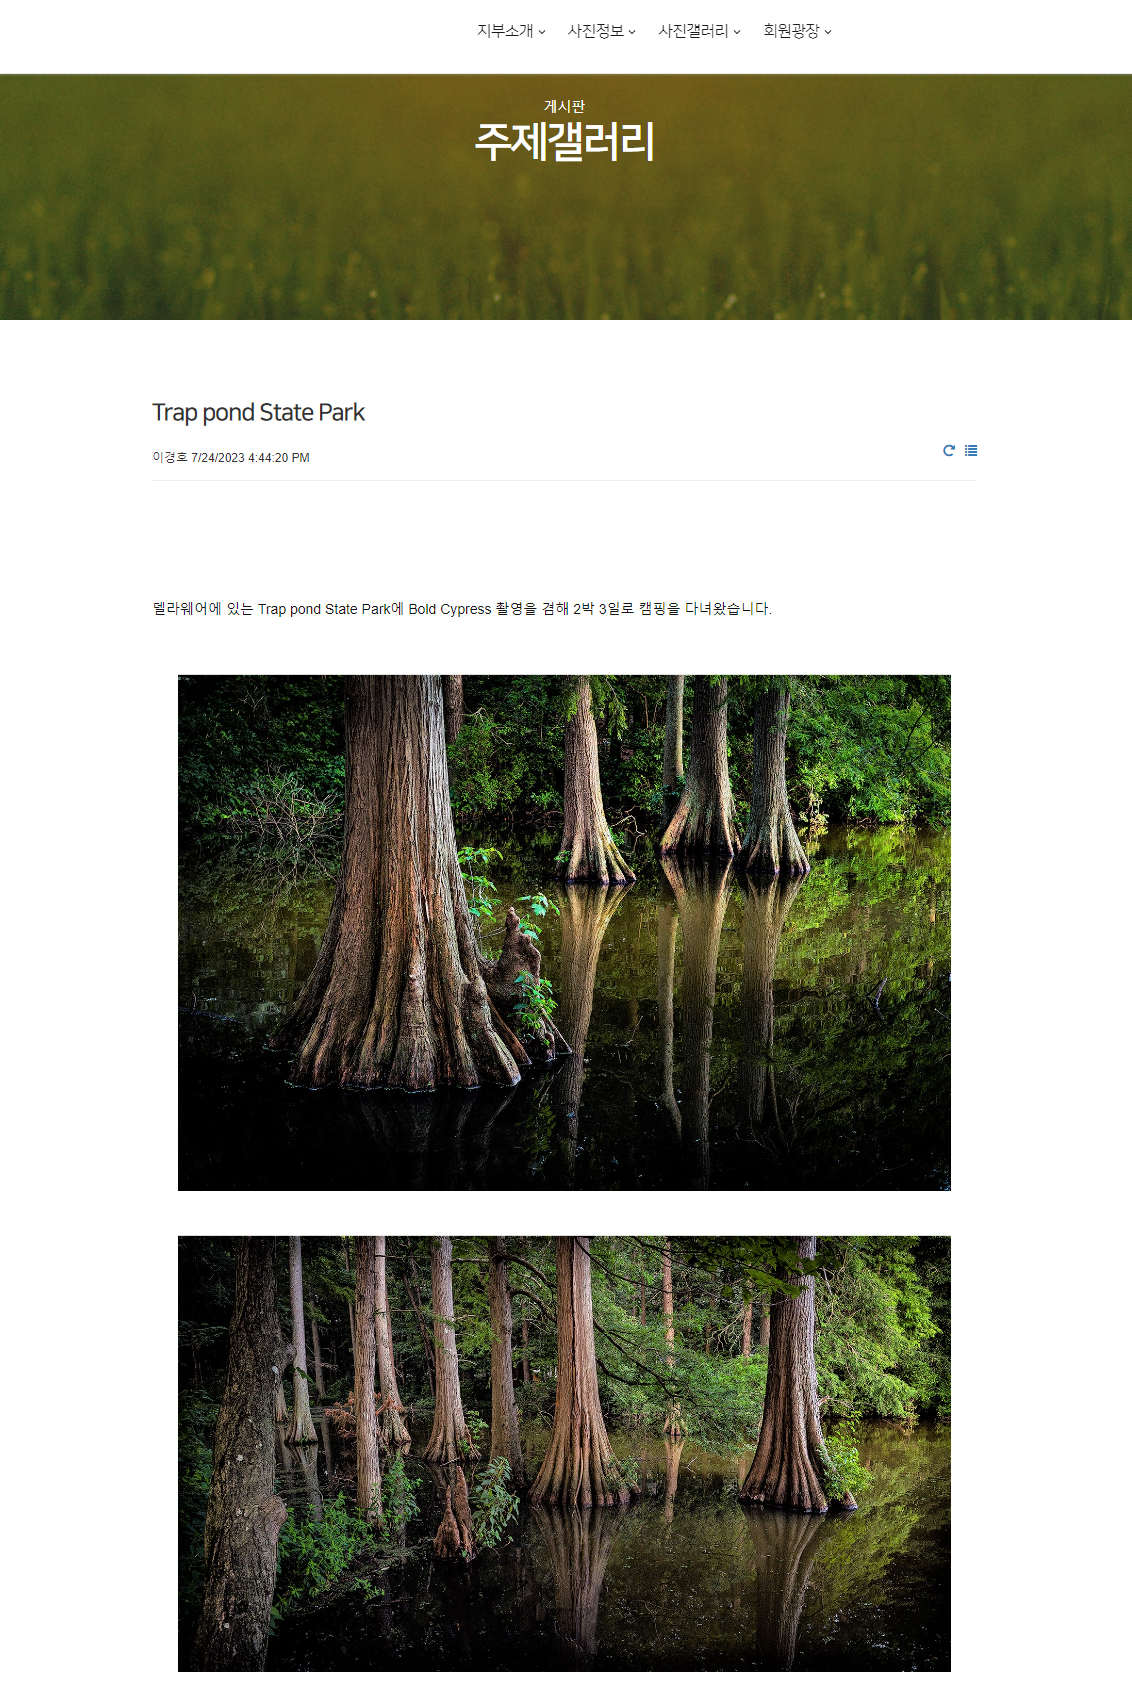 지부소개 사진정보 사진갤러리 회원광장
게시판
주제갤러리
Trap pond State Park
이경호 7/24/2023 4:44:20 PM
델라웨어에 있는 Trap pond State Park에 Bold Cypress 촬영을 겸해 2박 3일로 캠핑을 다녀왔습니다.